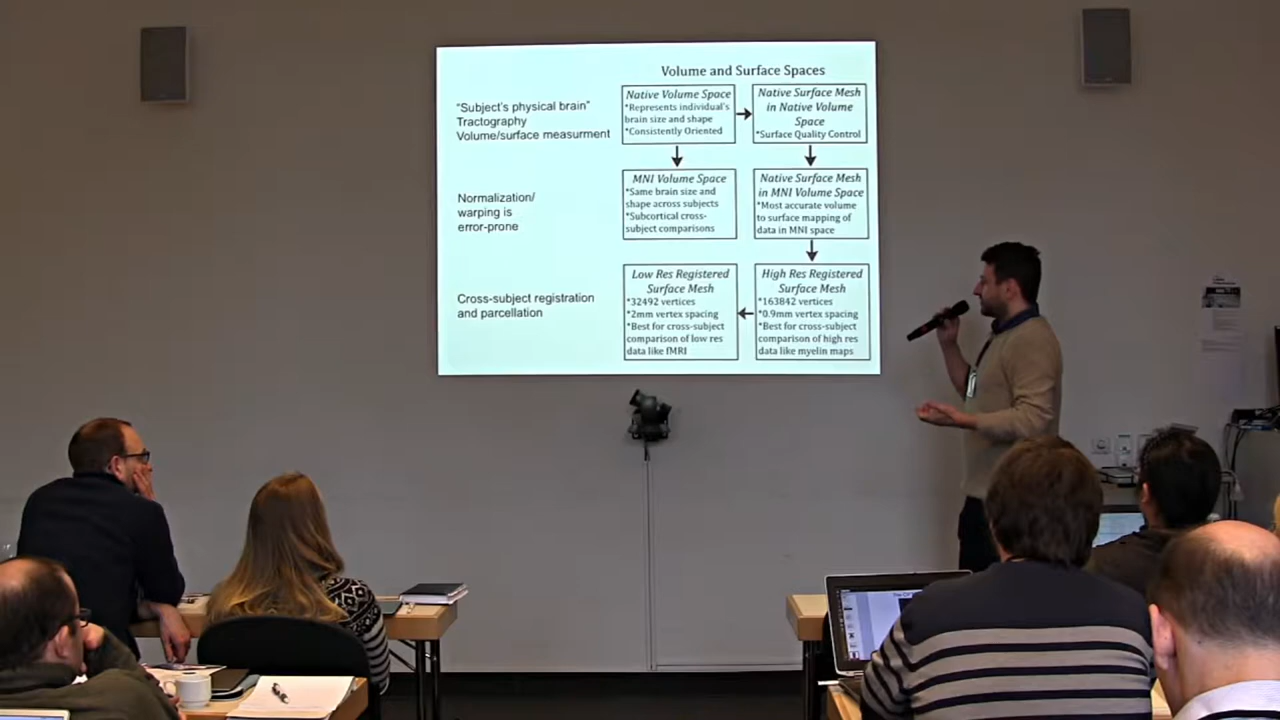 Volume and Surface Spaces
"Subject's physical brain"
Tractography
Volume/surface measurment
Native Volume Space
*Represents individual's
brain size and shape
*Consistently Oriented
Native Surface Mesh
in Native Volume
Space
*Surface Quality Control
Normalization/
warping is
error-prone
MNI Volume Space
*Same brain size and
shape across subjects
*Subcortical cross-
subject comparisons
Native Surface Mesh
in MNI Volume Space
*Most accurate volume
to surface mapping of
data in MNI space
Cross-subject registration
and parcellation
Low Res Registered
Surface Mesh
*32492 vertices
*2mm vertex spacing
*Best for cross-subject
comparison of low res
data like fMRI
High Res Registered
Surface Mesh
*163842 vertices
*0.9mm vertex spacing
*Best for cross-subject
comparison of high res
data like myelin maps